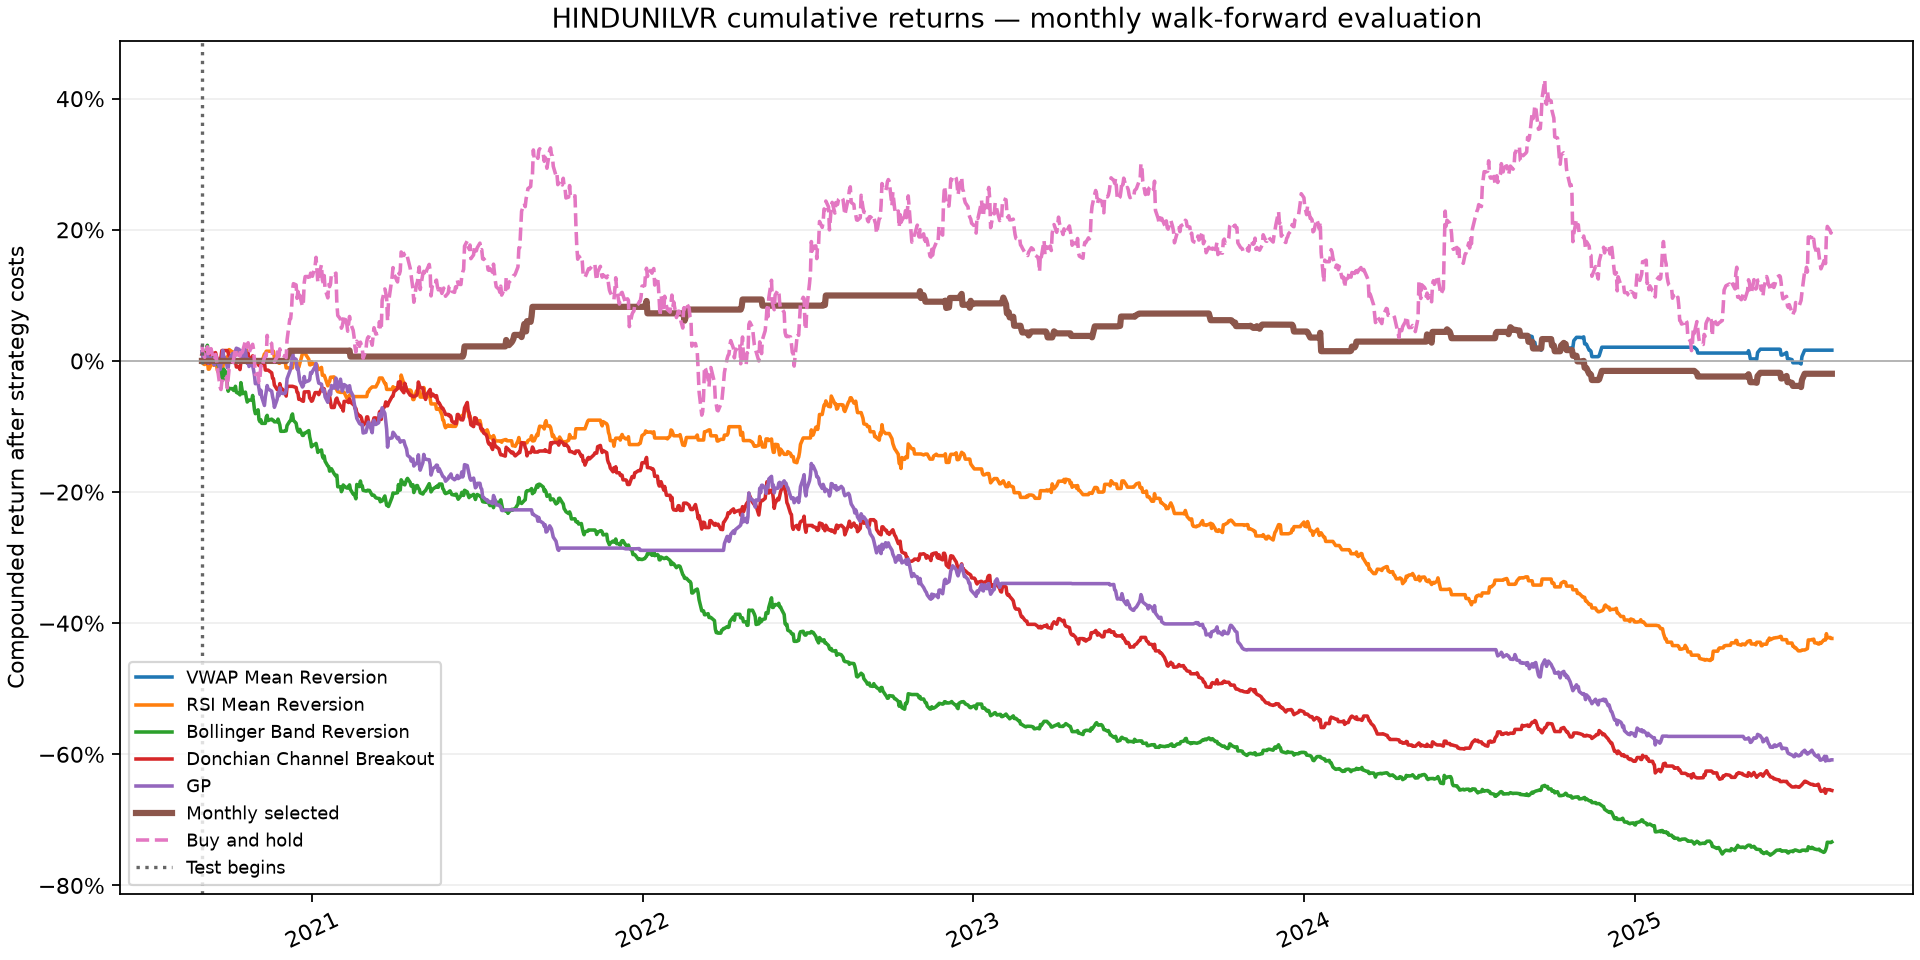 HINDUNILVR cumulative returns — monthly walk-forward evaluation
Compounded return after strategy costs
40%
20%
0%
−20%
−40%
−60%
−80%
VWAP Mean Reversion
RSI Mean Reversion
Bollinger Band Reversion
Donchian Channel Breakout
GP
Monthly selected
Buy and hold
Test begins
2021
2022
2023
2024
2025